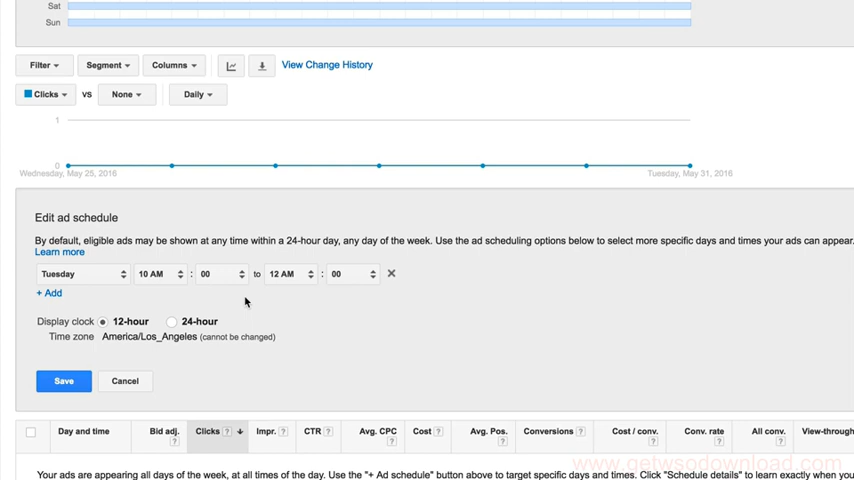 Sat
Sun
Filter Segment Columns View Change History
Clicks vs None Daily
1
0
Wednesday, May 25, 2016 Tuesday, May 31, 2016
Edit ad schedule
By default, eligible ads may be shown at any time within a 24-hour day, any day of the week. Use the ad scheduling options below to select more specific days and times your ads can appear.
Learn more
Tuesday 10 AM : 00 to 12 AM : 00
+ Add
Display clock 12-hour 24-hour
Time zone America/Los_Angeles (cannot be changed)
Save Cancel
Day and time Bid adj. ? Clicks ? Impr. ? CTR ? Avg. CPC ? Cost ? Avg. Pos. ? Conversions ? Cost / conv. ? Conv. rate ? All conv. ? View-through
www.getwsodownload.com
Your ads are appearing all days of the week, at all times of the day. Use the "+ Ad schedule" button above to target specific days and times. Click "Schedule details" to learn exactly when you